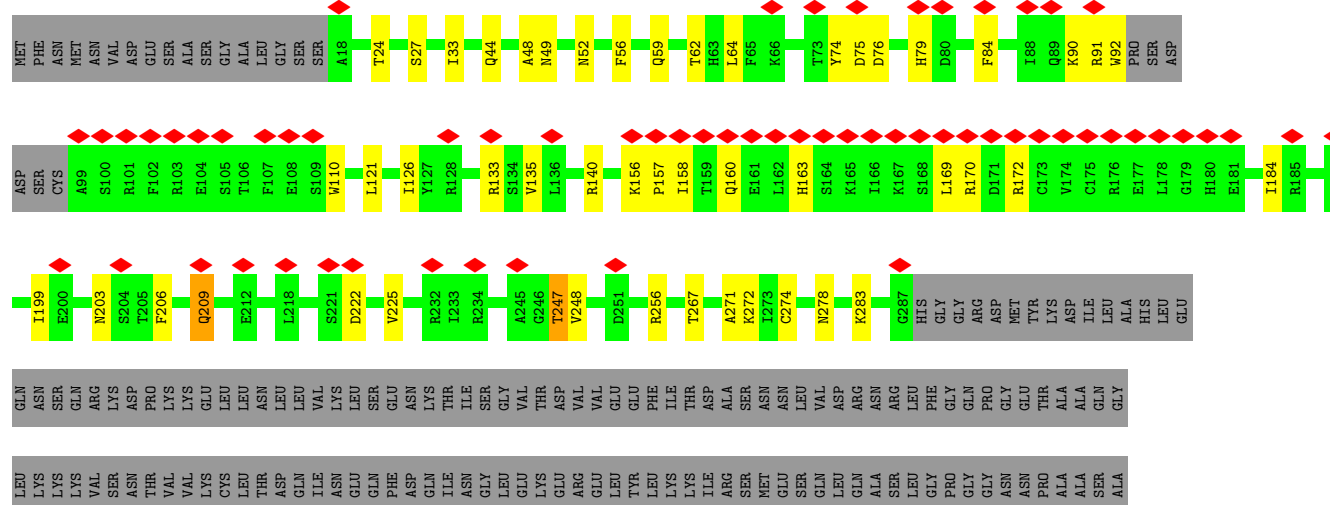 MET PHE ASN MET ASN VAL ASP GLU SER ALA SER GLY ALA LEU GLY SER SER A18 T24 S27 I33 Q44 A48 N49 N52 F56 Q59 T62 H63 L64 F65 K66 T73 Y74 D75 D76 H79 D80 F84 I88 Q89 K90 R91 W92 PRO SER ASP
ASP SER CYS A99 S100 R101 F102 R103 E104 S105 T106 F107 E108 S109 W110 L121 I126 Y127 R128 R133 S134 V135 L136 R140 K156 P157 I158 T159 Q160 E161 L162 H163 S164 K165 I166 K167 S168 L169 R170 D171 R172 C173 V174 C175 R176 E177 L178 G179 H180 E181 I184 R185
I199 E200 N203 S204 T205 F206 Q209 E212 L218 S221 D222 V225 R232 I233 R234 A245 G246 T247 V248 D251 R256 T267 A271 K272 I273 C274 N278 K283 G287 HIS GLY GLY ARG ASP MET TYR LYS ASP ILE LEU ALA HIS LEU GLU
GLN ASN SER GLN ARG LYS ASP PRO LYS LYS GLU LEU LEU ASN LEU LEU VAL LYS LEU SER GLU ASN LYS THR ILE SER GLY VAL THR ASP VAL VAL GLU GLU PHE ILE THR ASP ALA SER ASN ASN LEU VAL ASP ARG ASN ARG LEU PHE GLY GLN PRO GLY ASN GLU THR ALA ALA GLN GLY
LEU LYS LYS LYS VAL SER ASN THR VAL VAL LYS CYS LEU THR ASP GLN ILE ASN GLU GLN PHE ASP GLN ILE ASN GLY LEU GLU LYS GLU ARG GLU LEU TYR LEU LYS LYS ILE ARG SER MET GLU SER GLN LEU GLN ALA SER LEU GLY PRO GLY GLY ASN ASN PRO ALA ALA SER ALA